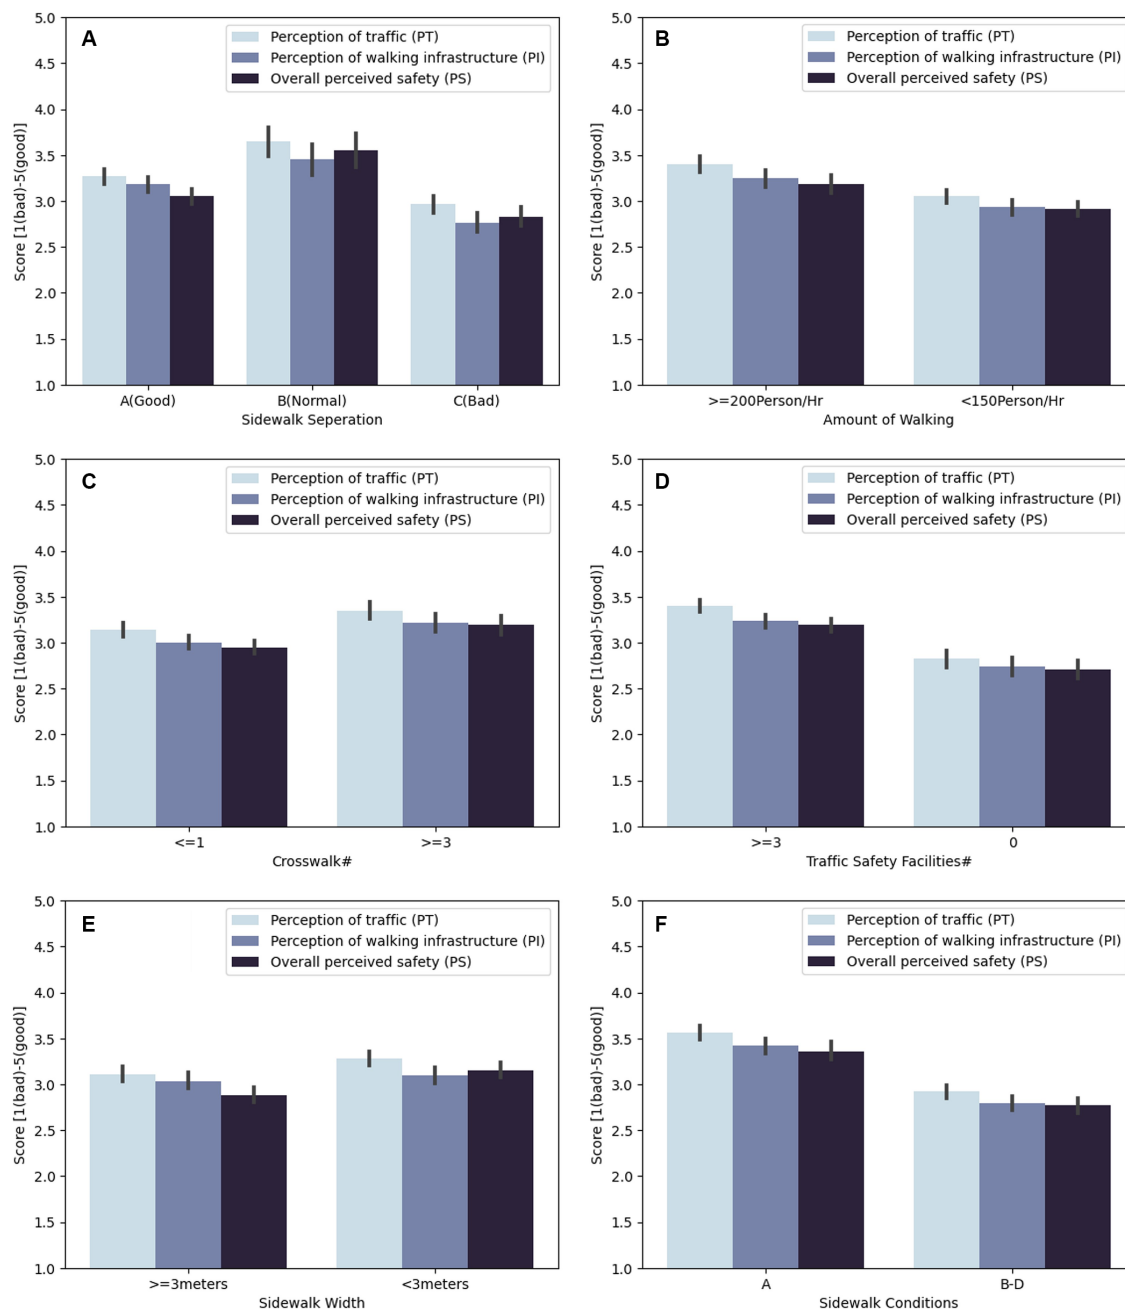 A
Perception of traffic (PT)
Perception of walking infrastructure (PI)
Overall perceived safety (PS)
5.0
4.5
4.0
3.5
3.0
2.5
2.0
1.5
1.0
Score [1(bad)-5(good)]
A(Good)
B(Normal)
C(Bad)
Sidewalk Seperation
B
Perception of traffic (PT)
Perception of walking infrastructure (PI)
Overall perceived safety (PS)
5.0
4.5
4.0
3.5
3.0
2.5
2.0
1.5
1.0
Score [1(bad)-5(good)]
>=200Person/Hr
<150Person/Hr
Amount of Walking
C
Perception of traffic (PT)
Perception of walking infrastructure (PI)
Overall perceived safety (PS)
5.0
4.5
4.0
3.5
3.0
2.5
2.0
1.5
1.0
Score [1(bad)-5(good)]
<=1
>=3
Crosswalk#
D
Perception of traffic (PT)
Perception of walking infrastructure (PI)
Overall perceived safety (PS)
5.0
4.5
4.0
3.5
3.0
2.5
2.0
1.5
1.0
Score [1(bad)-5(good)]
>=3
0
Traffic Safety Facilities#
E
Perception of traffic (PT)
Perception of walking infrastructure (PI)
Overall perceived safety (PS)
5.0
4.5
4.0
3.5
3.0
2.5
2.0
1.5
1.0
Score [1(bad)-5(good)]
>=3meters
<3meters
Sidewalk Width
F
Perception of traffic (PT)
Perception of walking infrastructure (PI)
Overall perceived safety (PS)
5.0
4.5
4.0
3.5
3.0
2.5
2.0
1.5
1.0
Score [1(bad)-5(good)]
A
B-D
Sidewalk Conditions